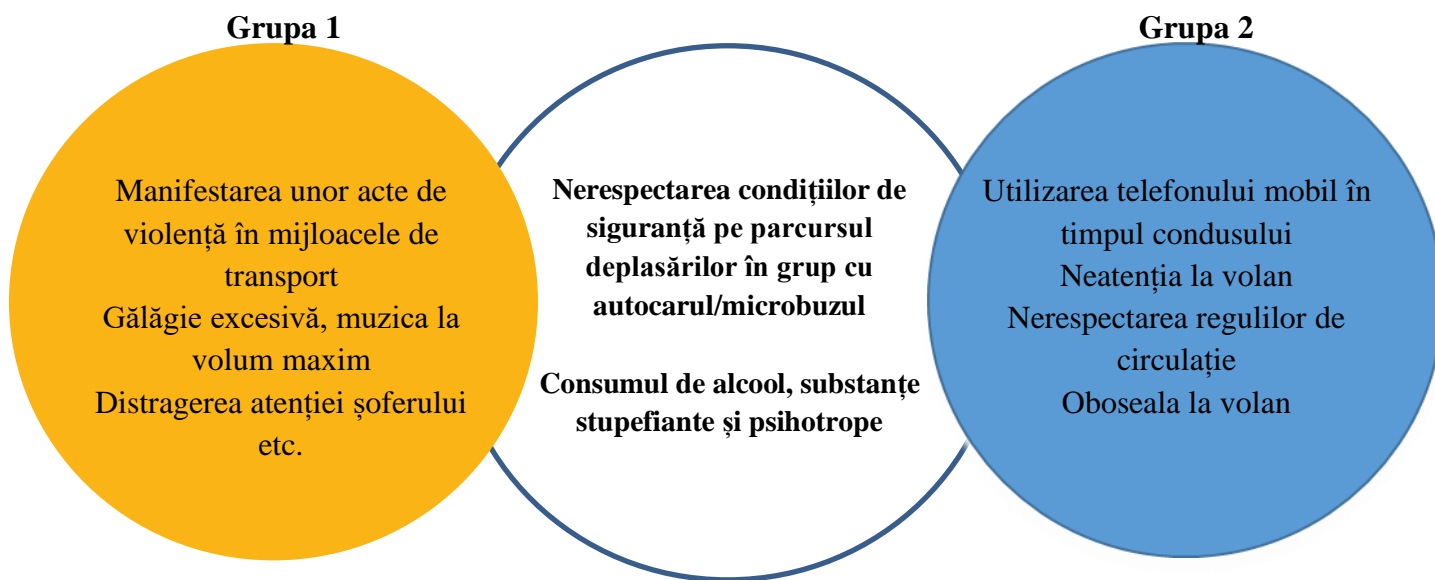 Grupa 1
Manifestarea unor acte de
violență în mijloacele de
transport
Gălăgie excesivă, muzica la
volum maxim
Distragerea atenției șoferului
etc.
Nerespectarea condițiilor de
siguranță pe parcursul
deplasărilor în grup cu
autocarul/microbuzul
Consumul de alcool, substanțe
stupefiante și psihotrope
Grupa 2
Utilizarea telefonului mobil în
timpul condusului
Neatenția la volan
Nerespectarea regulilor de
circulație
Oboseala la volan